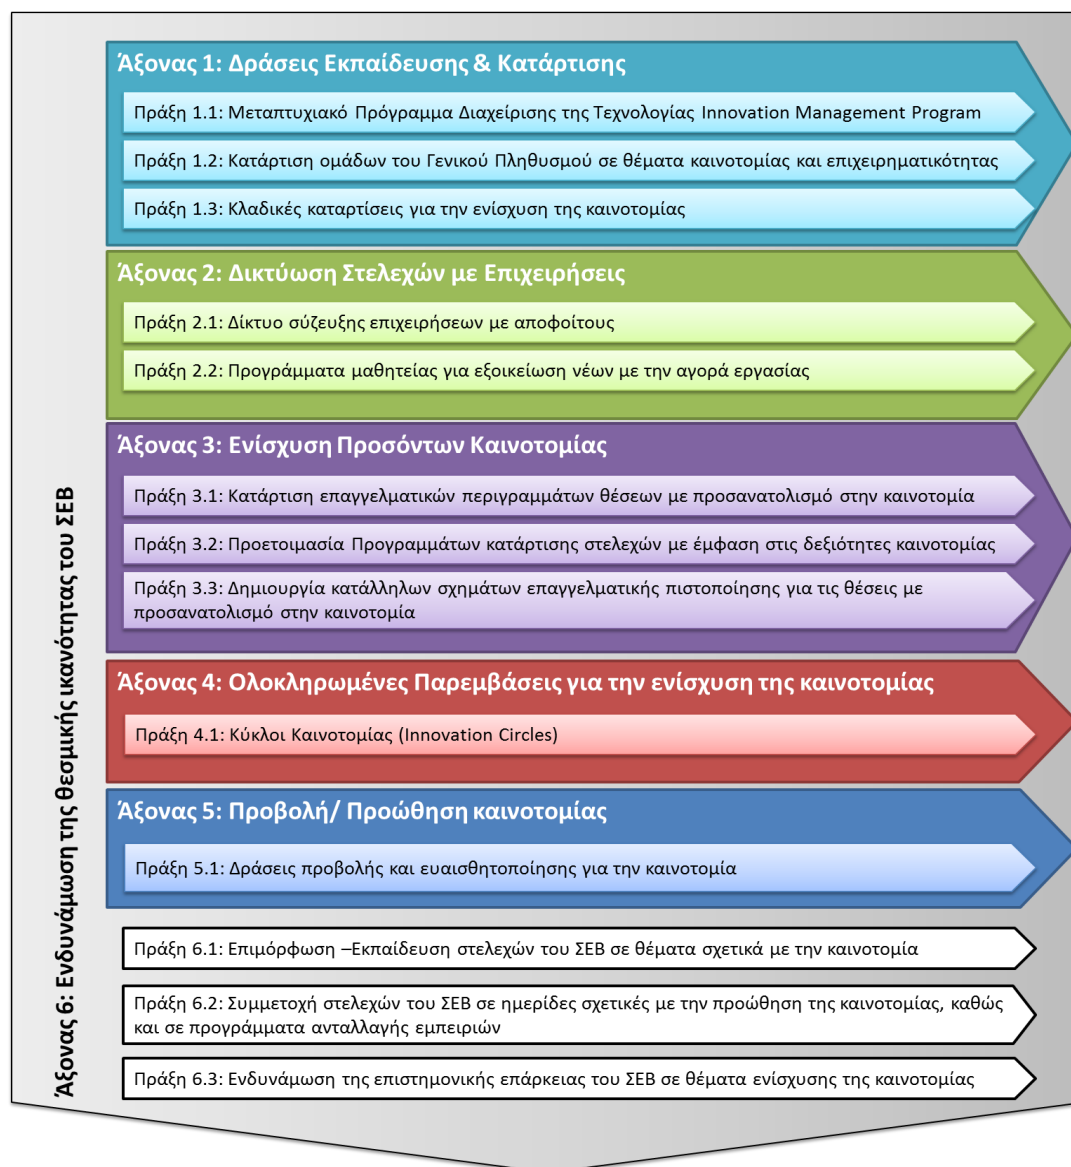 Άξονας 1: Δράσεις Εκπαίδευσης & Κατάρτισης
Πράξη 1.1: Μεταπτυχιακό Πρόγραμμα Διαχείρισης της Τεχνολογίας Innovation Management Program
Πράξη 1.2: Κατάρτιση ομάδων του Γενικού Πληθυσμού σε θέματα καινοτομίας και επιχειρηματικότητας
Πράξη 1.3: Κλαδικές καταρτίσεις για την ενίσχυση της καινοτομίας
Άξονας 2: Δικτύωση Στελεχών με Επιχειρήσεις
Πράξη 2.1: Δίκτυο σύζευξης επιχειρήσεων με αποφοίτους
Πράξη 2.2: Προγράμματα μαθητείας για εξοικείωση νέων με την αγορά εργασίας
Άξονας 3: Ενίσχυση Προσόντων Καινοτομίας
Πράξη 3.1: Κατάρτιση επαγγελματικών περιγραμμάτων θέσεων με προσανατολισμό στην καινοτομία
Πράξη 3.2: Προετοιμασία Προγραμμάτων κατάρτισης στελεχών με έμφαση στις δεξιότητες καινοτομίας
Πράξη 3.3: Δημιουργία κατάλληλων σχημάτων επαγγελματικής πιστοποίησης για τις θέσεις με
προσανατολισμό στην καινοτομία
Άξονας 4: Ολοκληρωμένες Παρεμβάσεις για την ενίσχυση της καινοτομίας
Πράξη 4.1: Κύκλοι Καινοτομίας (Innovation Circles)
Άξονας 5: Προβολή/ Προώθηση καινοτομίας
Πράξη 5.1: Δράσεις προβολής και ευαισθητοποίησης για την καινοτομία
Άξονας 6: Ενδυνάμωση της θεσμικής ικανότητας του ΣΕΒ
Πράξη 6.1: Επιμόρφωση –Εκπαίδευση στελεχών του ΣΕΒ σε θέματα σχετικά με την καινοτομία
Πράξη 6.2: Συμμετοχή στελεχών του ΣΕΒ σε ημερίδες σχετικές με την προώθηση της καινοτομίας, καθώς
και σε προγράμματα ανταλλαγής εμπειριών
Πράξη 6.3: Ενδυνάμωση της επιστημονικής επάρκειας του ΣΕΒ σε θέματα ενίσχυσης της καινοτομίας